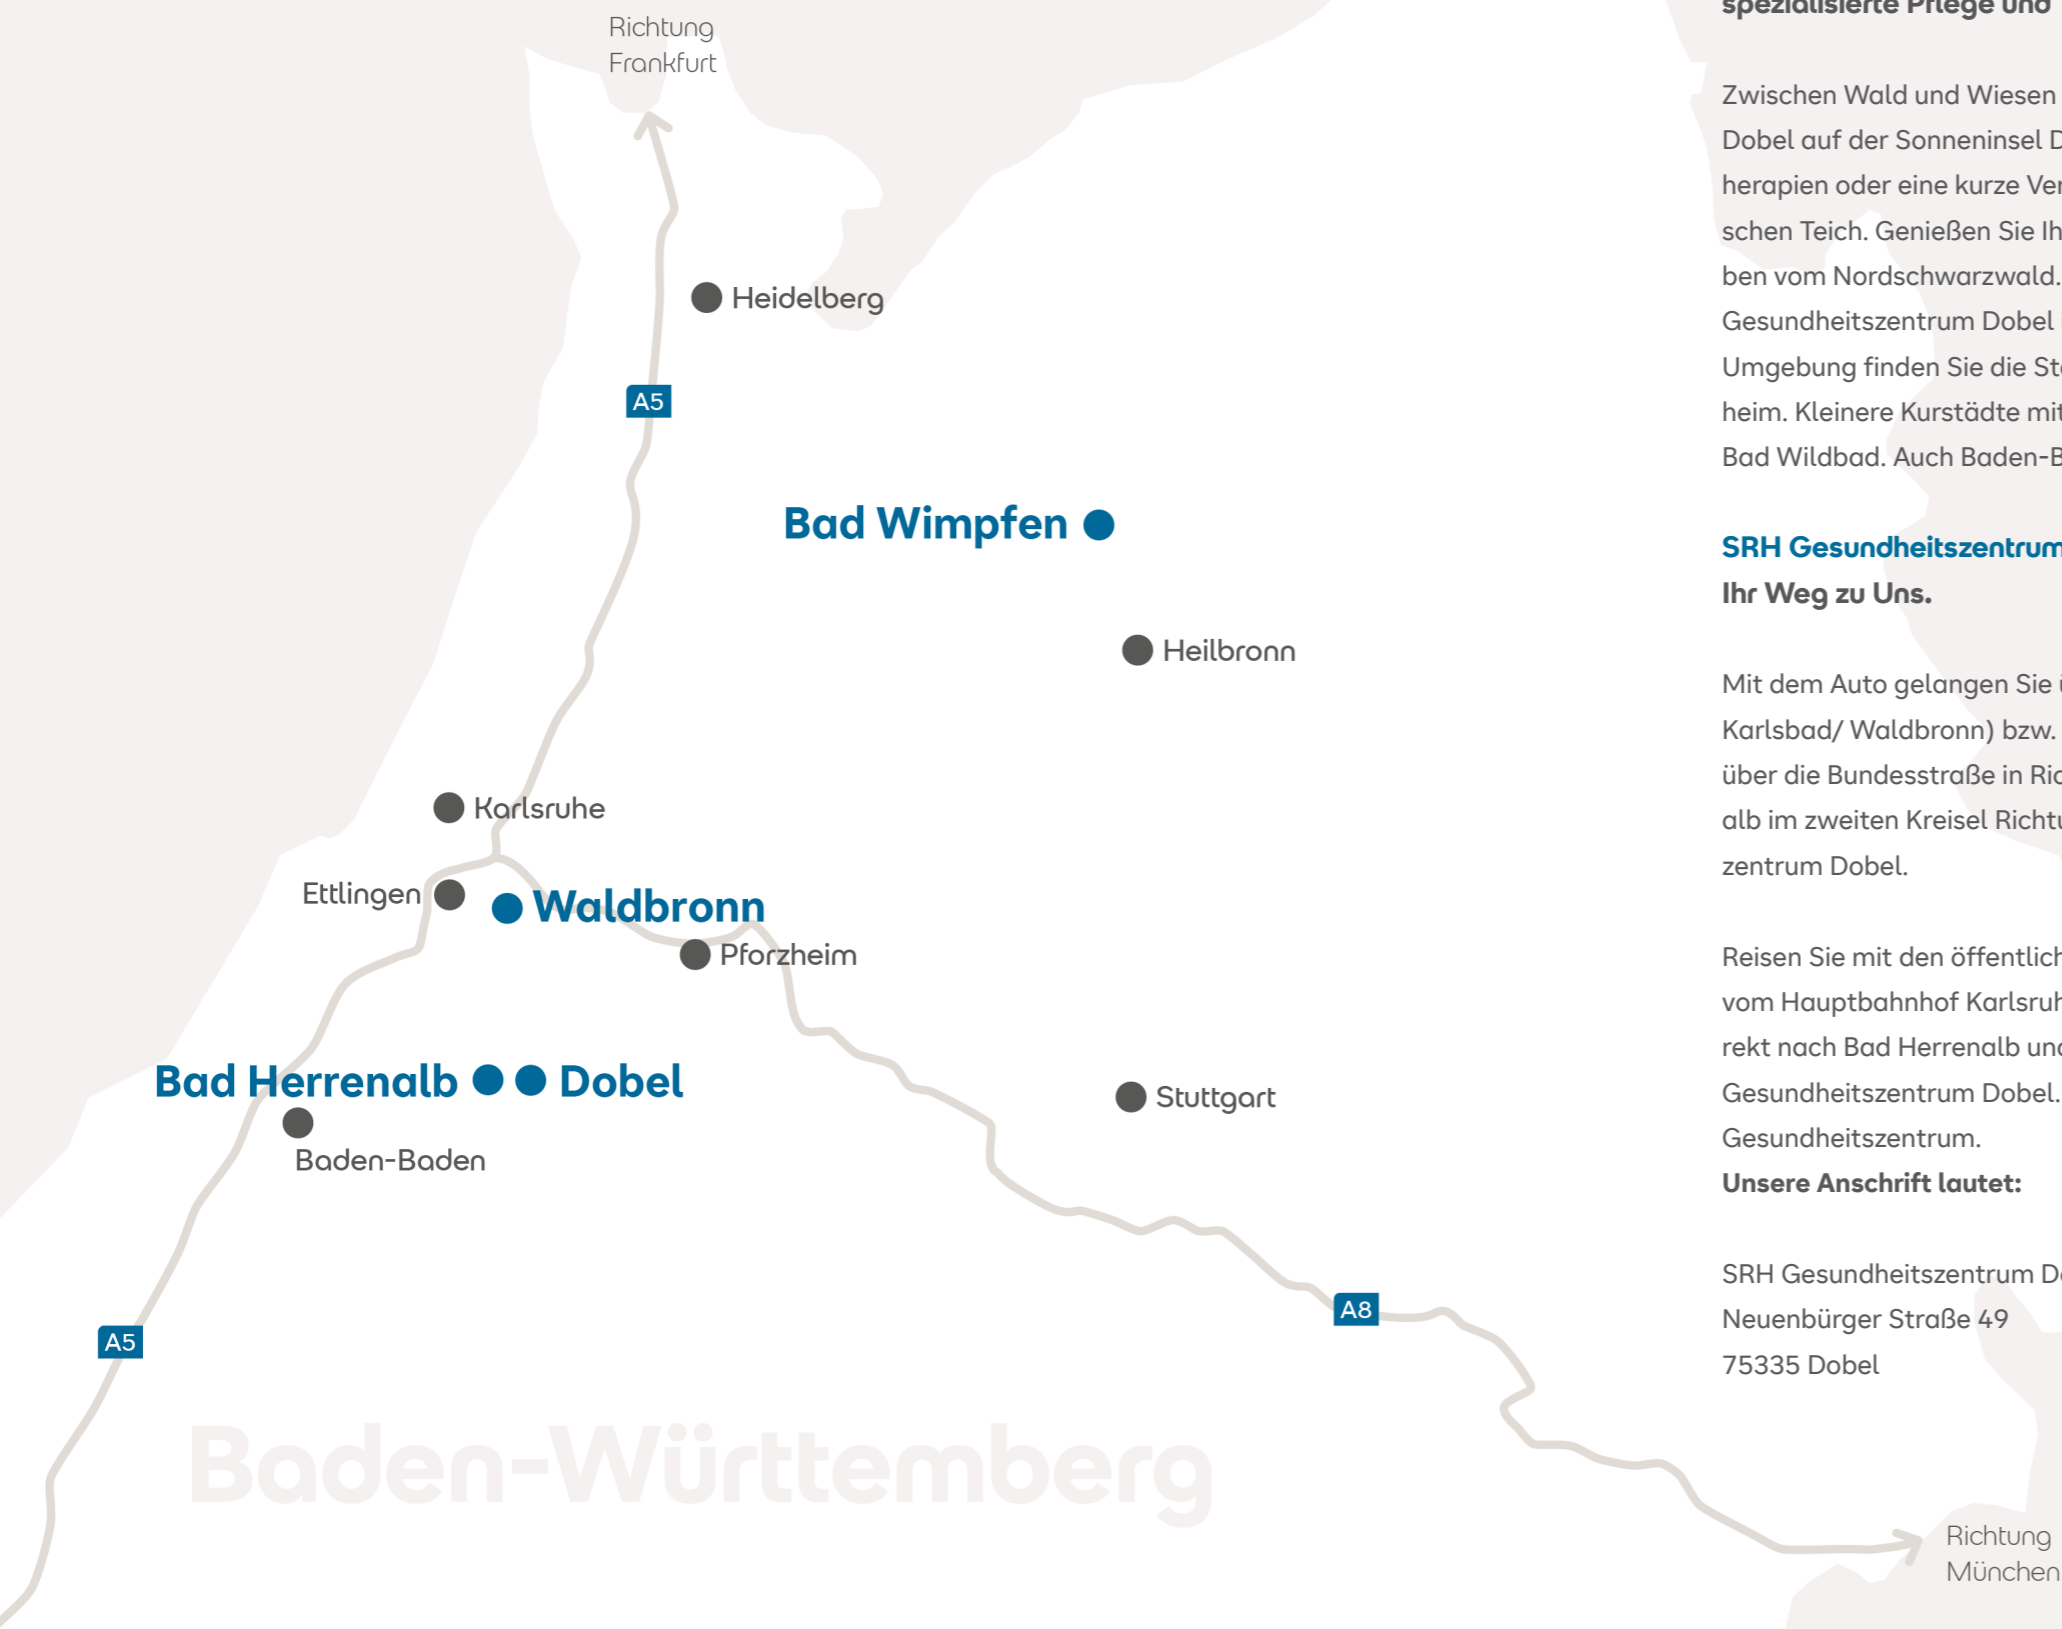 Richtung
Frankfurt
Heidelberg
A5
Bad Wimpfen
Heilbronn
Karlsruhe
Ettlingen
Waldbronn
Pforzheim
Bad Herrenalb
Dobel
Baden-Baden
Stuttgart
A5
A8
Baden-Württemberg
Richtung
München
spezialisierte Pflege und
Zwischen Wald und Wiesen
Dobel auf der Sonneninsel
herapien oder eine kurze
schen Teich. Genießen Sie
ben vom Nordschwarzwald.
Gesundheitszentrum Dobel
Umgebung finden Sie die
heim. Kleinere Kurstädte mit
Bad Wildbad. Auch
SRH Gesundheitszentrum
Ihr Weg zu Uns.
Mit dem Auto gelangen Sie
Karlsbad/ Waldbronn) bzw.
über die Bundesstraße in
alb im zweiten Kreisel
zentrum Dobel.
Reisen Sie mit den
vom Hauptbahnhof
rekt nach Bad Herrenalb
Gesundheitszentrum Dobel.
Gesundheitszentrum.
Unsere Anschrift lautet:
SRH Gesundheitszentrum
Neuenbürger Straße 49
75335 Dobel